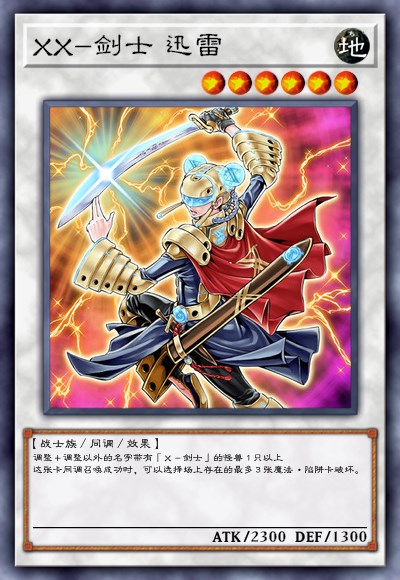 XX-剑士 迅雷
地
【战士族/同调/效果】
调整+调整以外的名字带有「X-剑士」的怪兽1只以上
这张卡同调召唤成功时，可以选择场上存在的最多3张魔法·陷阱卡破坏。
ATK/2300 DEF/1300